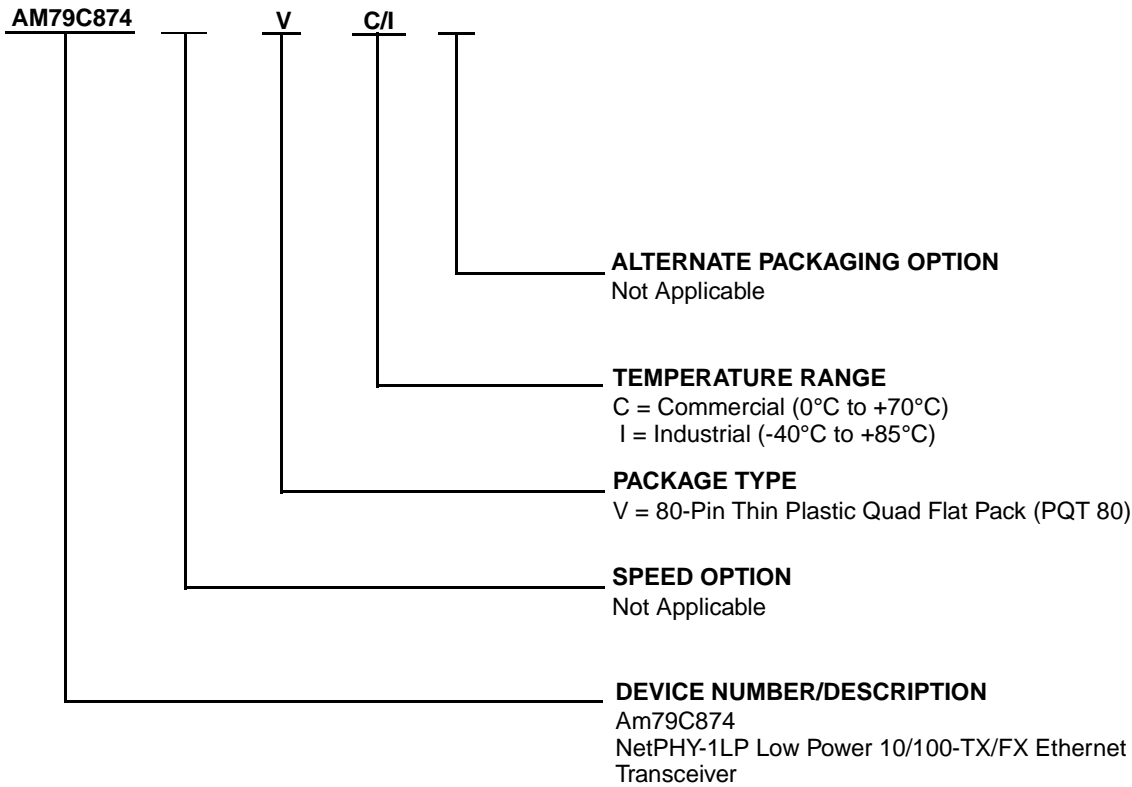 AM79C874 V C/I
ALTERNATE PACKAGING OPTION
Not Applicable
TEMPERATURE RANGE
C = Commercial (0°C to +70°C)
I = Industrial (-40°C to +85°C)
PACKAGE TYPE
V = 80-Pin Thin Plastic Quad Flat Pack (PQT 80)
SPEED OPTION
Not Applicable
DEVICE NUMBER/DESCRIPTION
Am79C874
NetPHY-1LP Low Power 10/100-TX/FX Ethernet
Transceiver